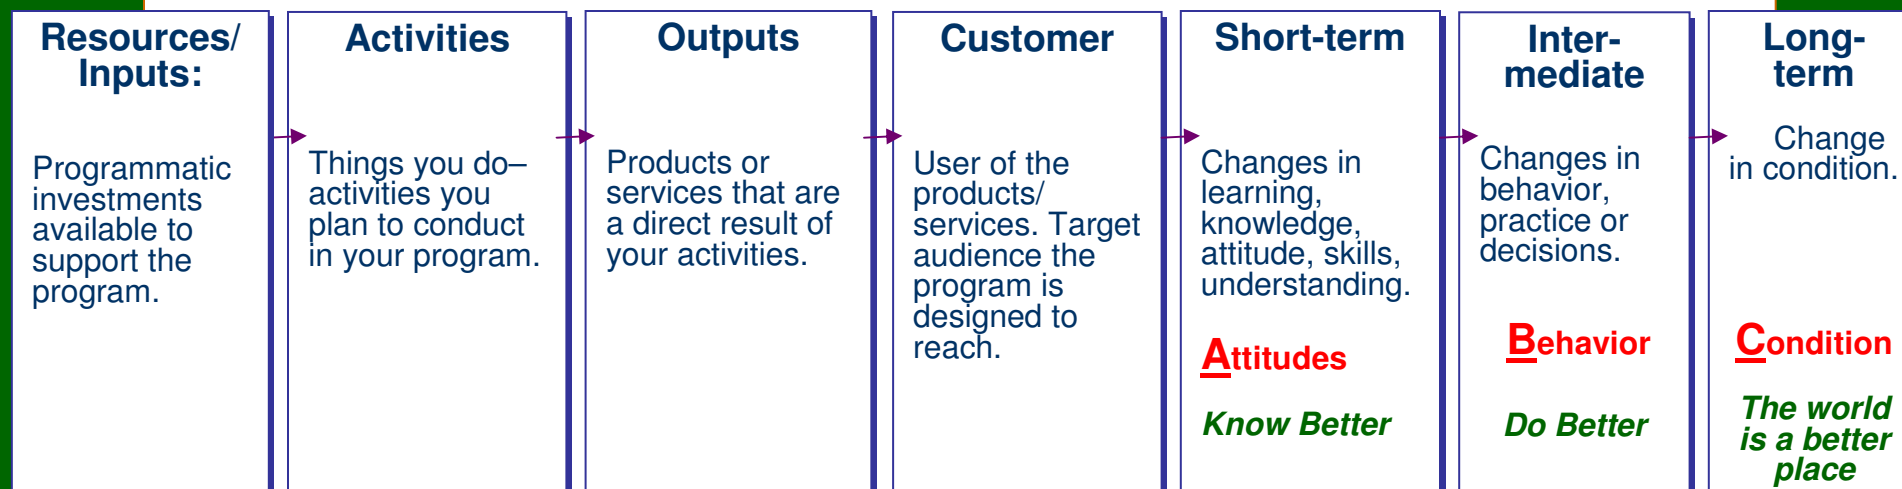 Resources/
Inputs:
Programmatic
investments
available to
support the
program.
Activities
Things you do–
activities you
plan to conduct
in your program.
Outputs
Products or
services that are
a direct result of
your activities.
Customer
User of the
products/
services. Target
audience the
program is
designed to
reach.
Short-term
Changes in
learning,
knowledge,
attitude, skills,
understanding.
Attitudes
Know Better
Inter-
mediate
Changes in
behavior,
practice or
decisions.
Behavior
Do Better
Long-
term
Change
in condition.
Condition
The world
is a better
place